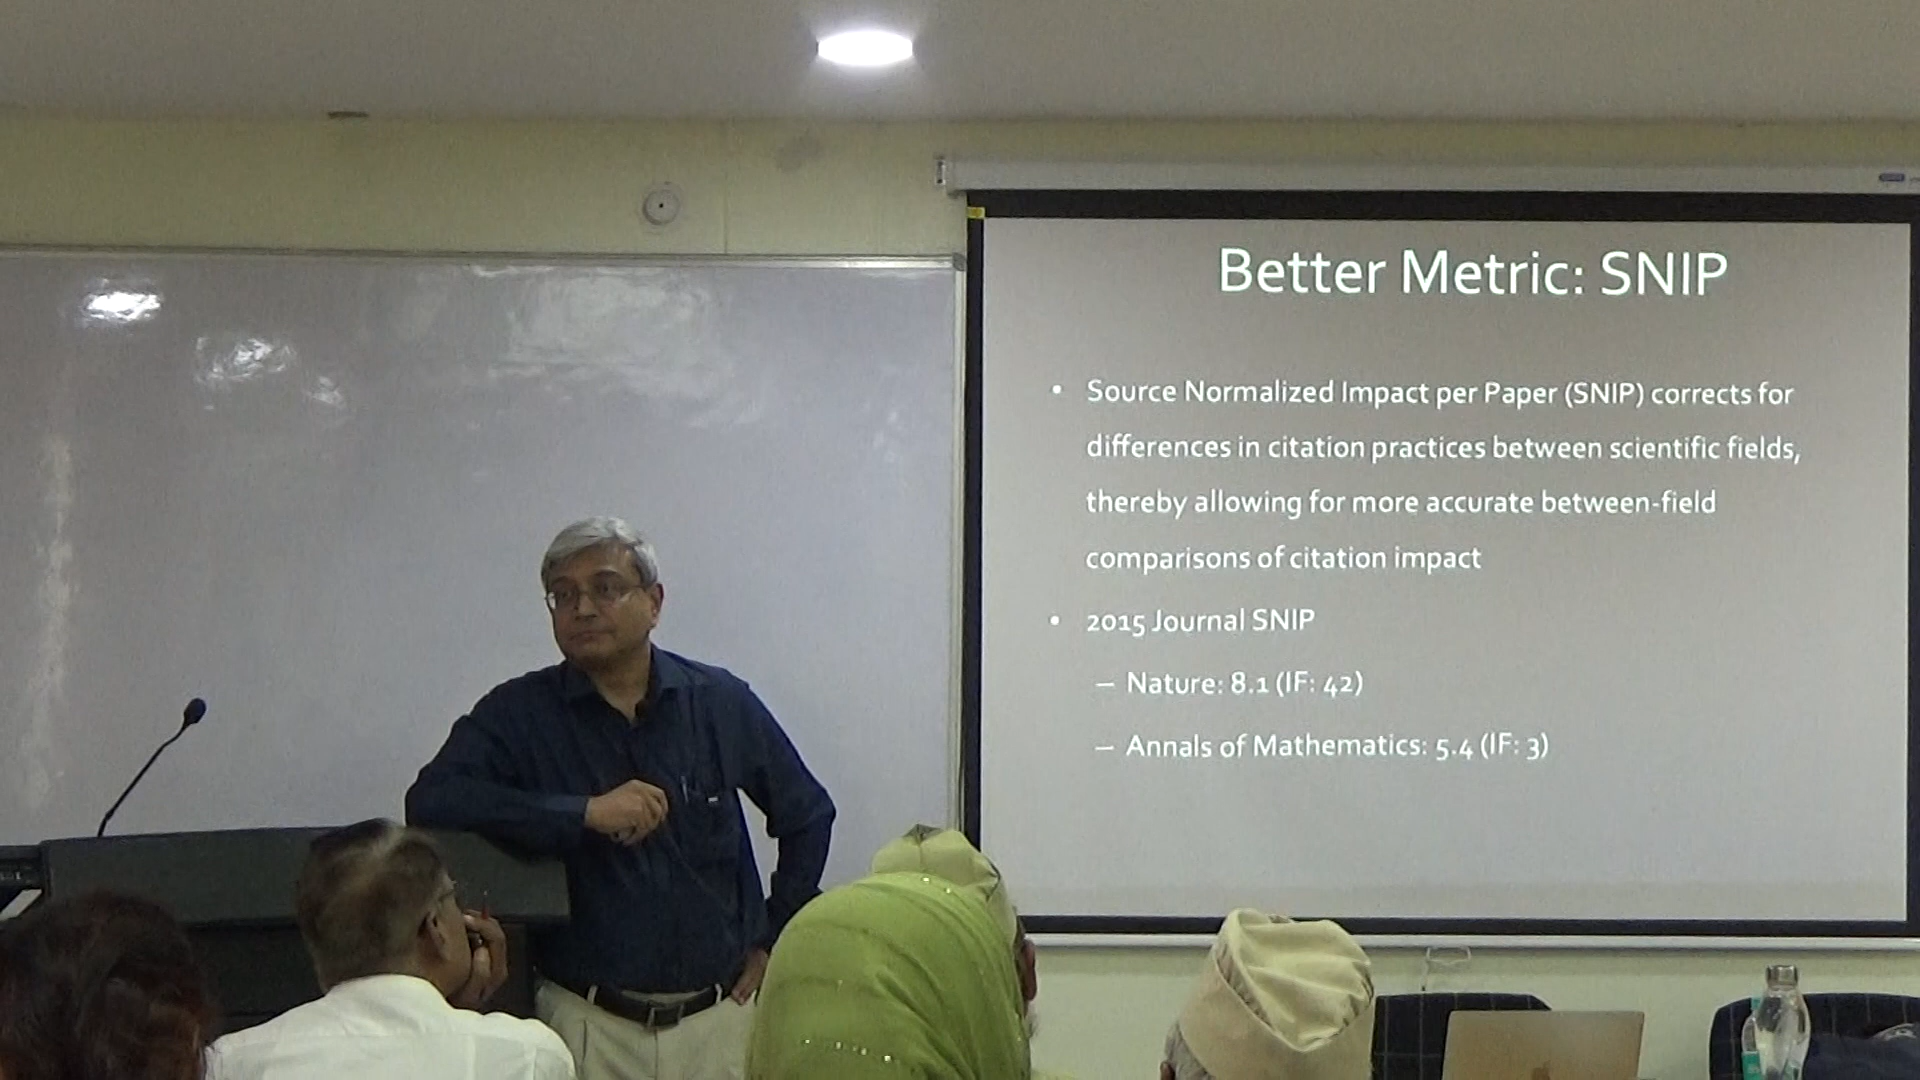 Better Metric: SNIP
• Source Normalized Impact per Paper (SNIP) corrects for
differences in citation practices between scientific fields,
thereby allowing for more accurate between-field
comparisons of citation impact
• 2015 Journal SNIP
– Nature: 8.1 (IF: 42)
– Annals of Mathematics: 5.4 (IF: 3)